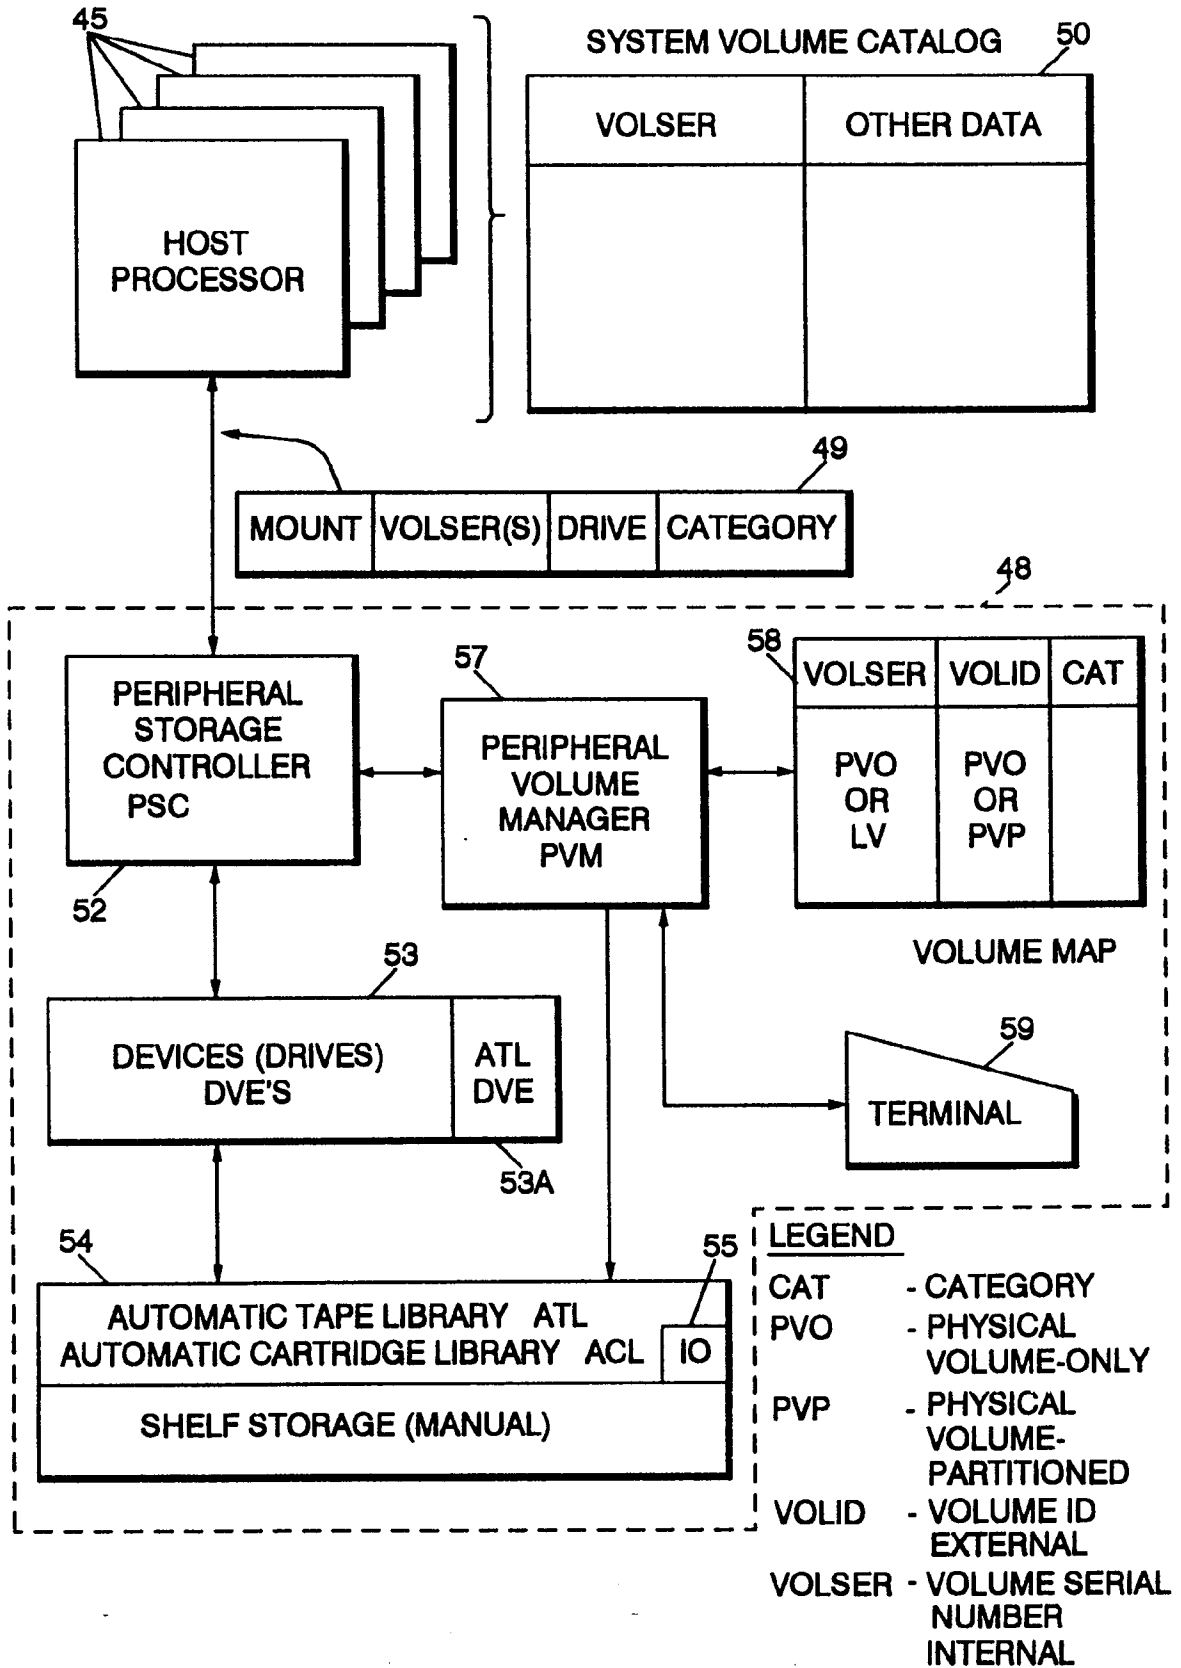 45
SYSTEM VOLUME CATALOG
50
VOLSER
OTHER DATA
HOST
PROCESSOR
49
MOUNT
VOLSER(S)
DRIVE
CATEGORY
48
PERIPHERAL
STORAGE
CONTROLLER
PSC
52
57
PERIPHERAL
VOLUME
MANAGER
PVM
58
VOLSER
VOLID
CAT
PVO
OR
LV
PVO
OR
PVP
VOLUME MAP
53
DEVICES (DRIVES)
DVE'S
ATL
DVE
53A
59
TERMINAL
54
55
AUTOMATIC TAPE LIBRARY ATL
AUTOMATIC CARTRIDGE LIBRARY ACL
IO
SHELF STORAGE (MANUAL)
LEGEND
CAT - CATEGORY
PVO - PHYSICAL
VOLUME-ONLY
PVP - PHYSICAL
VOLUME-
PARTITIONED
VOLID - VOLUME ID
EXTERNAL
VOLSER - VOLUME SERIAL
NUMBER
INTERNAL